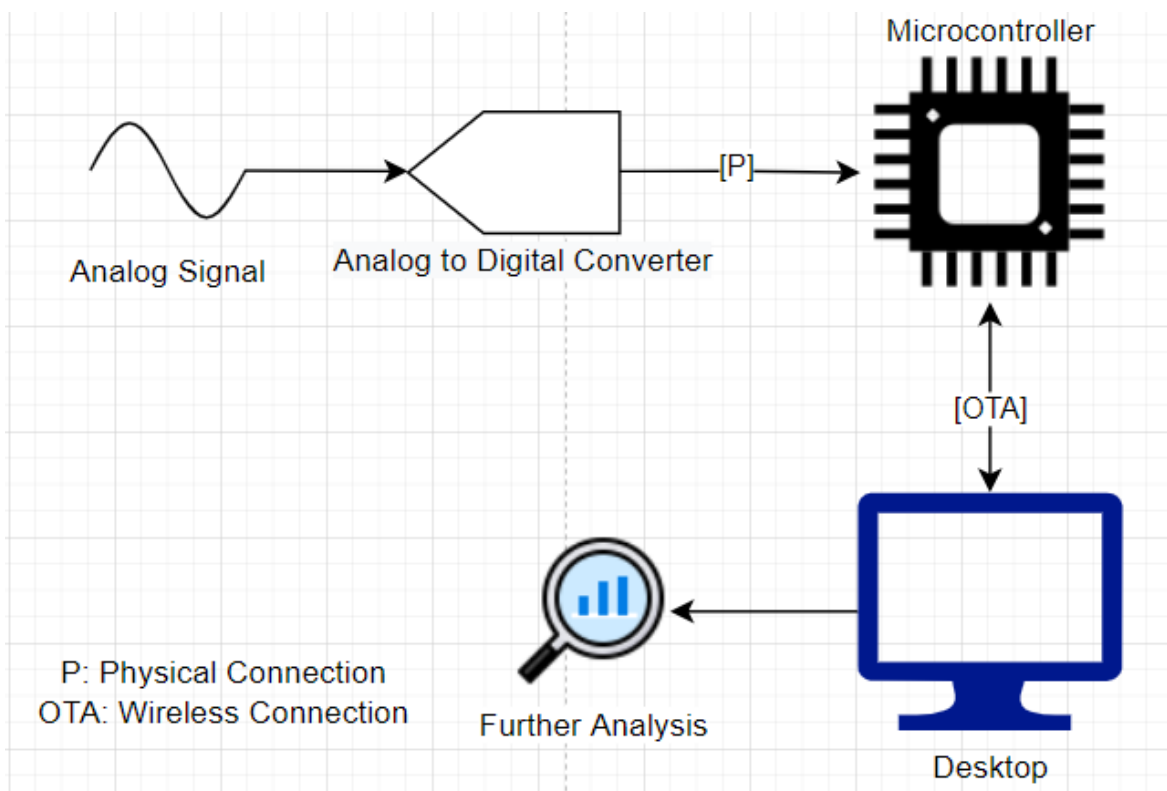 Microcontroller
[P]
Analog Signal
Analog to Digital Converter
[OTA]
P: Physical Connection
OTA: Wireless Connection
Further Analysis
Desktop